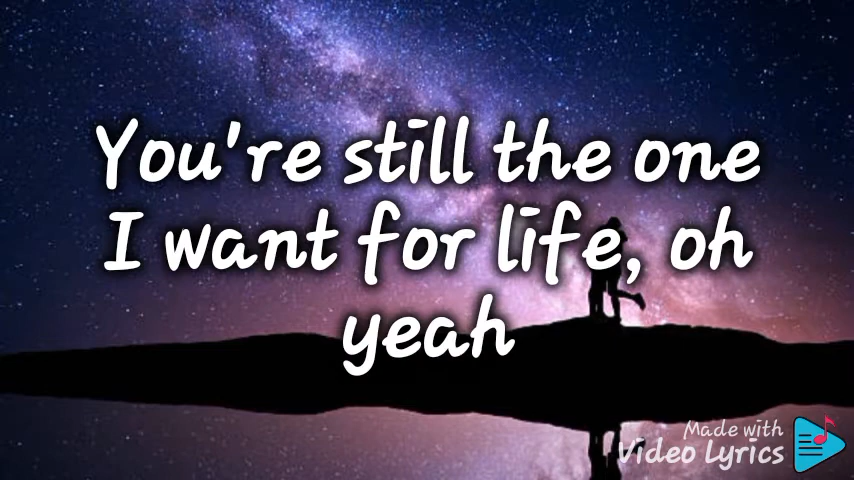 You're still the one
I want for life, oh
yeah
Made with
Video Lyrics